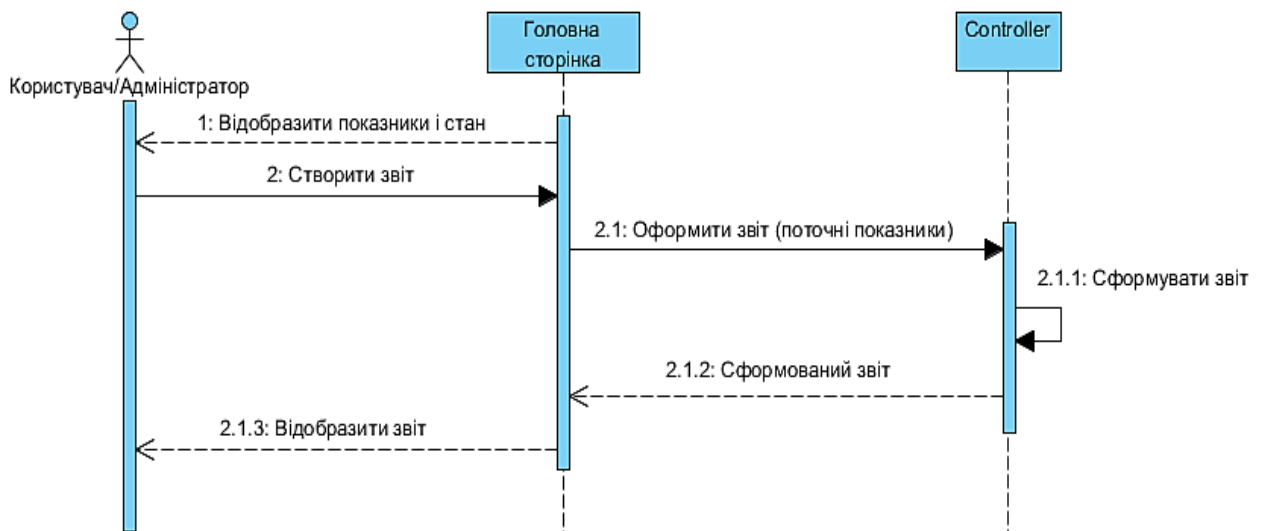 Головна
сторінка
Controller
Користувач/Адміністратор
1: Відобразити показники і стан
2: Створити звіт
2.1: Оформити звіт (поточні показники)
2.1.1: Сформувати звіт
2.1.2: Сформований звіт
2.1.3: Відобразити звіт